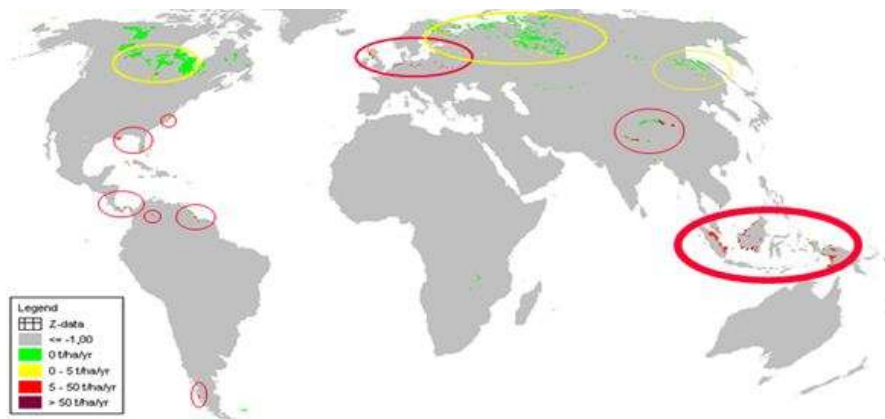 Legend
Z-data
<= -1,00
0 t/ha/yr
0 - 5 t/ha/yr
5 - 50 t/ha/yr
> 50 t/ha/yr